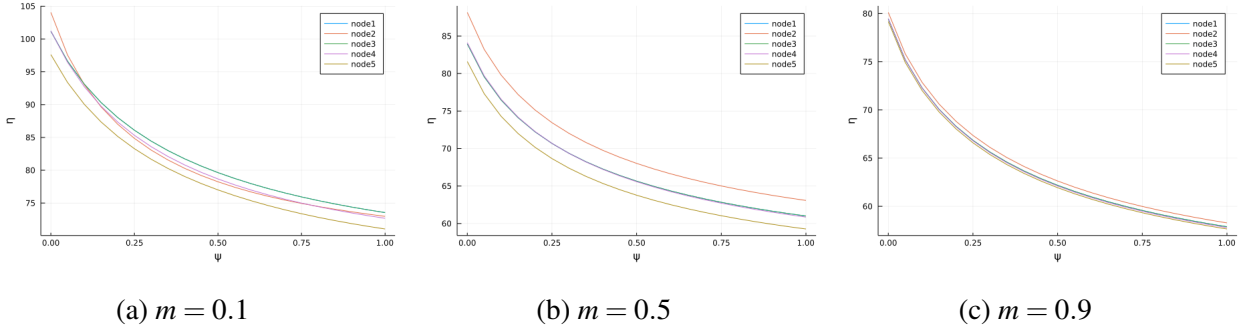 105
100
95
90
85
80
75
η
0.00
0.25
0.50
0.75
1.00
ψ
node1
node2
node3
node4
node5
(a) m = 0.1
85
80
75
70
65
60
η
0.00
0.25
0.50
0.75
1.00
ψ
node1
node2
node3
node4
node5
(b) m = 0.5
80
75
70
65
60
η
0.00
0.25
0.50
0.75
1.00
ψ
node1
node2
node3
node4
node5
(c) m = 0.9